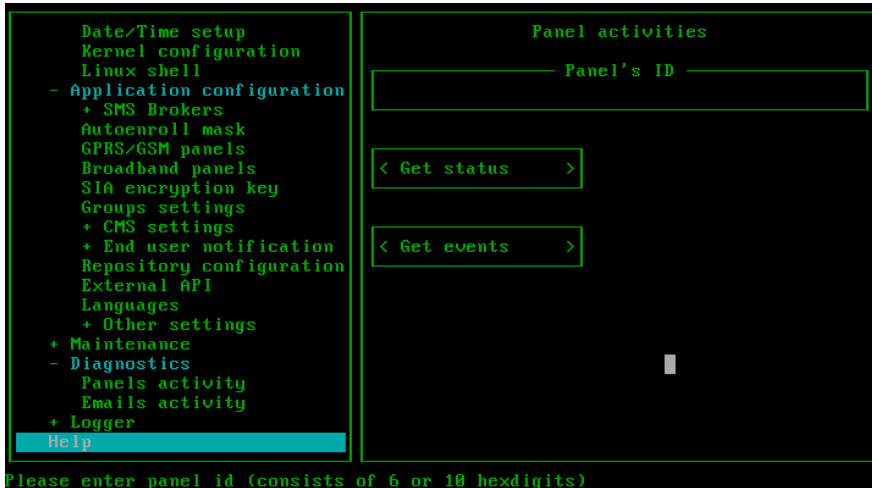 Date/Time setup
Kernel configuration
Linux shell
- Application configuration
+ SMS Brokers
Autoenroll mask
GPRS/GSM panels
Broadband panels
SIA encryption key
Groups settings
+ CMS settings
+ End user notification
Repository configuration
External API
Languages
+ Other settings
+ Maintenance
- Diagnostics
Panels activity
Emails activity
+ Logger
Help
Panel activities
Panel's ID
< Get status >
< Get events >
Please enter panel id (consists of 6 or 10 hexdigits)